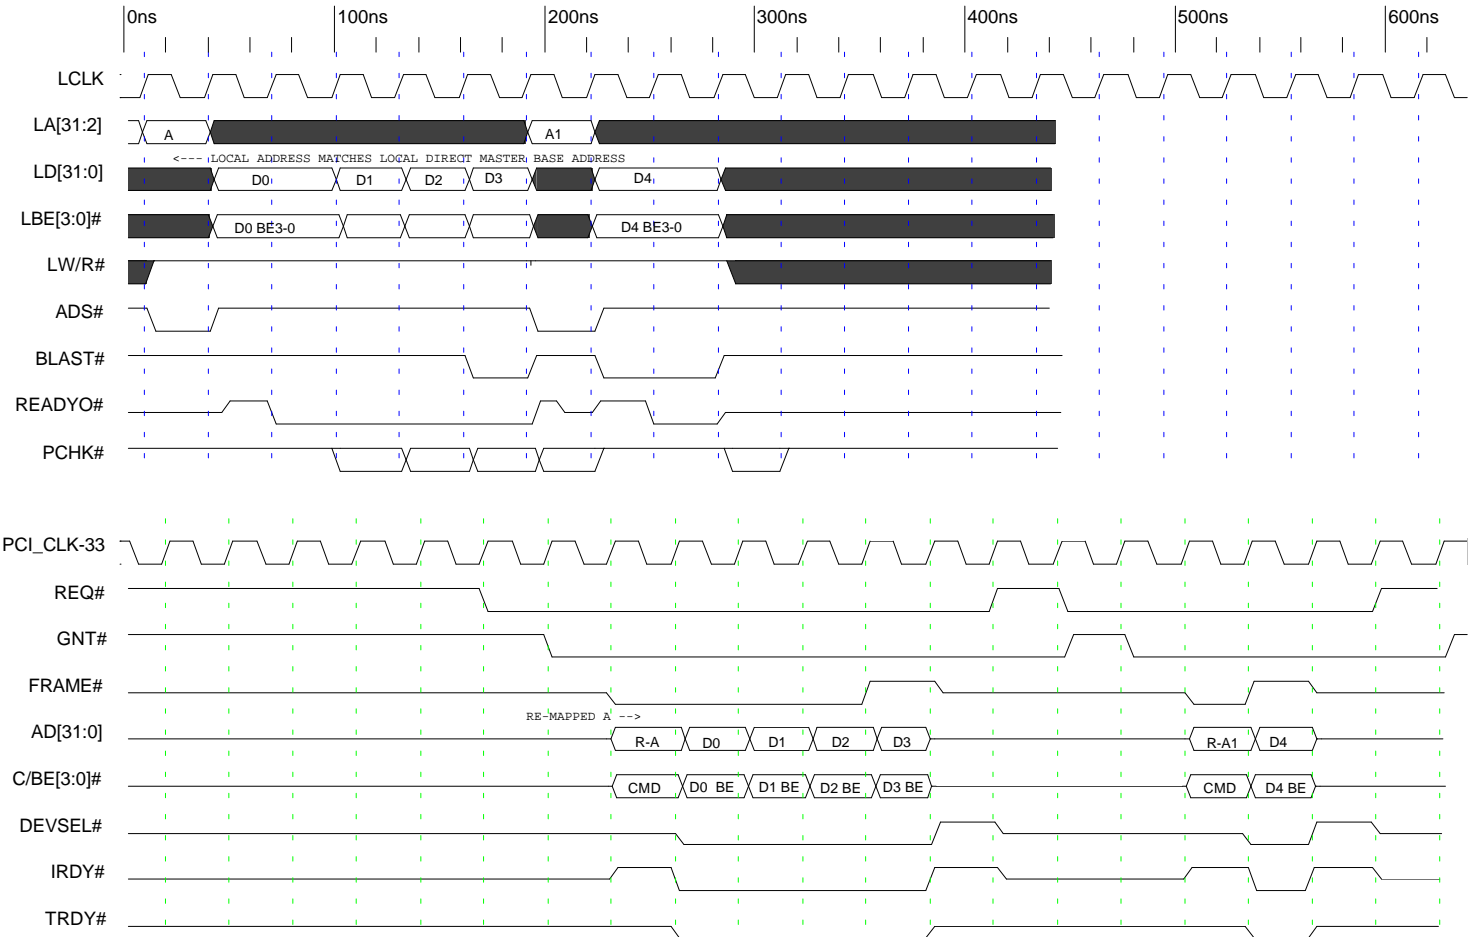 0ns 100ns 200ns 300ns 400ns 500ns 600ns
LCLK
LA[31:2] A A1
<--- LOCAL ADDRESS MATCHES LOCAL DIRECT MASTER BASE ADDRESS
LD[31:0] D0 D1 D2 D3 D4
LBE[3:0]# D0 BE3-0 D4 BE3-0
LW/R#
ADS#
BLAST#
READYO#
PCHK#
PCI_CLK-33
REQ#
GNT#
FRAME#
RE-MAPPED A -->
AD[31:0] R-A D0 D1 D2 D3 R-A1 D4
C/BE[3:0]# CMD D0 BE D1 BE D2 BE D3 BE CMD D4 BE
DEVSEL#
IRDY#
TRDY#